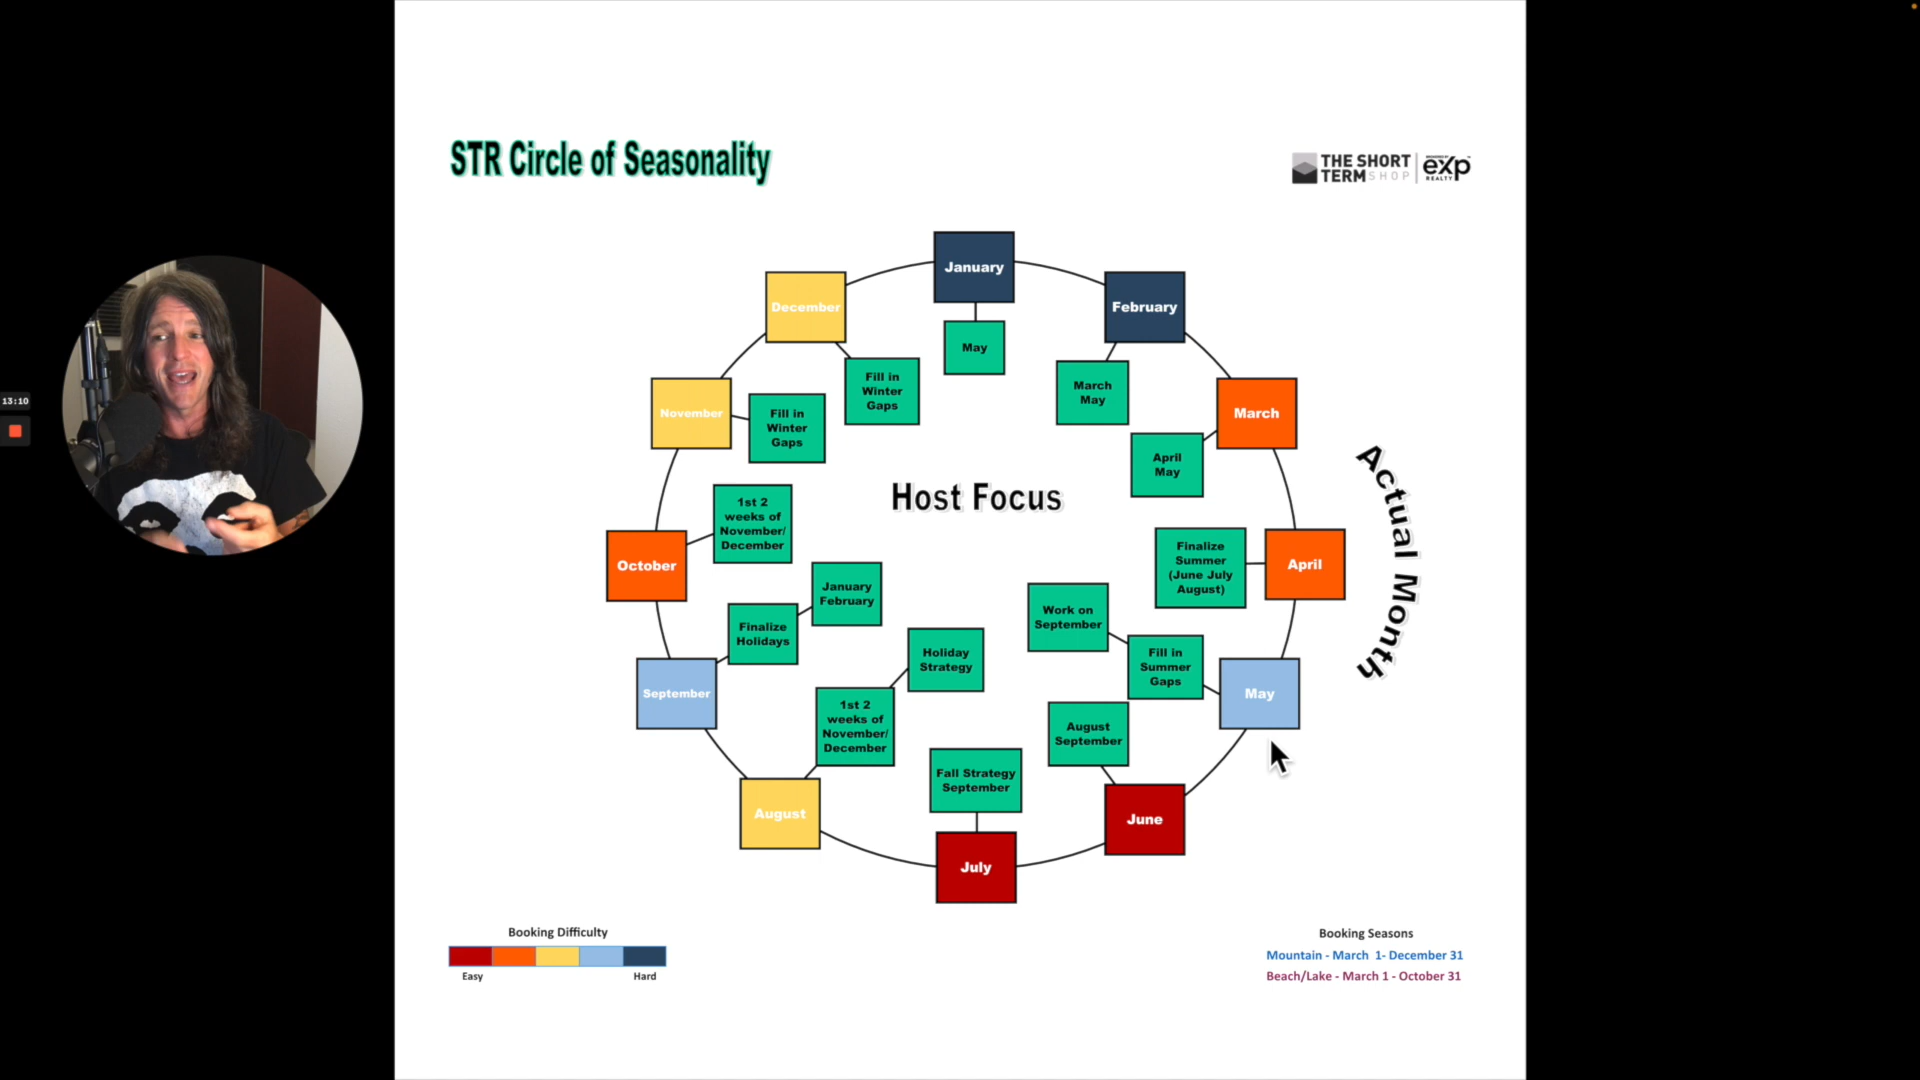 STR Circle of Seasonality
THE SHORT
TERM SHOP
eXp
REALTY
13:10
January
February
March
April
May
June
July
August
September
October
November
December
May
March
May
April
May
Finalize
Summer
(June July
August)
Fill in
Summer
Gaps
Work on
September
August
September
Fall Strategy
September
1st 2
weeks of
November/
December
Holiday
Strategy
Finalize
Holidays
January
February
1st 2
weeks of
November/
December
Fill in
Winter
Gaps
Fill in
Winter
Gaps
Host Focus
Actual Month
Booking Difficulty
Easy
Hard
Booking Seasons
Mountain - March 1- December 31
Beach/Lake - March 1 - October 31